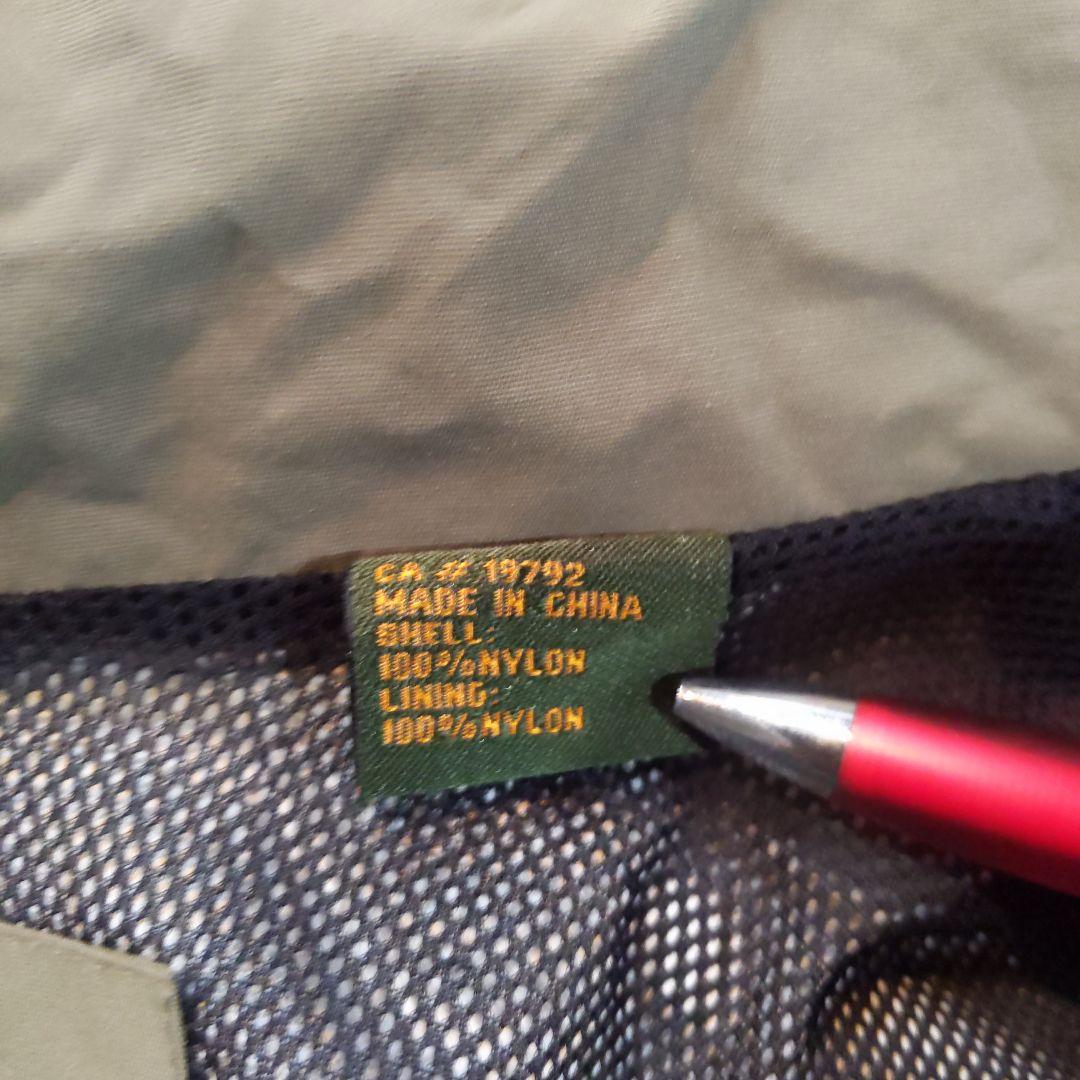 CA # 19792
MADE IN CHINA
SHELL:
100%NYLON
LINING:
100%NYLON